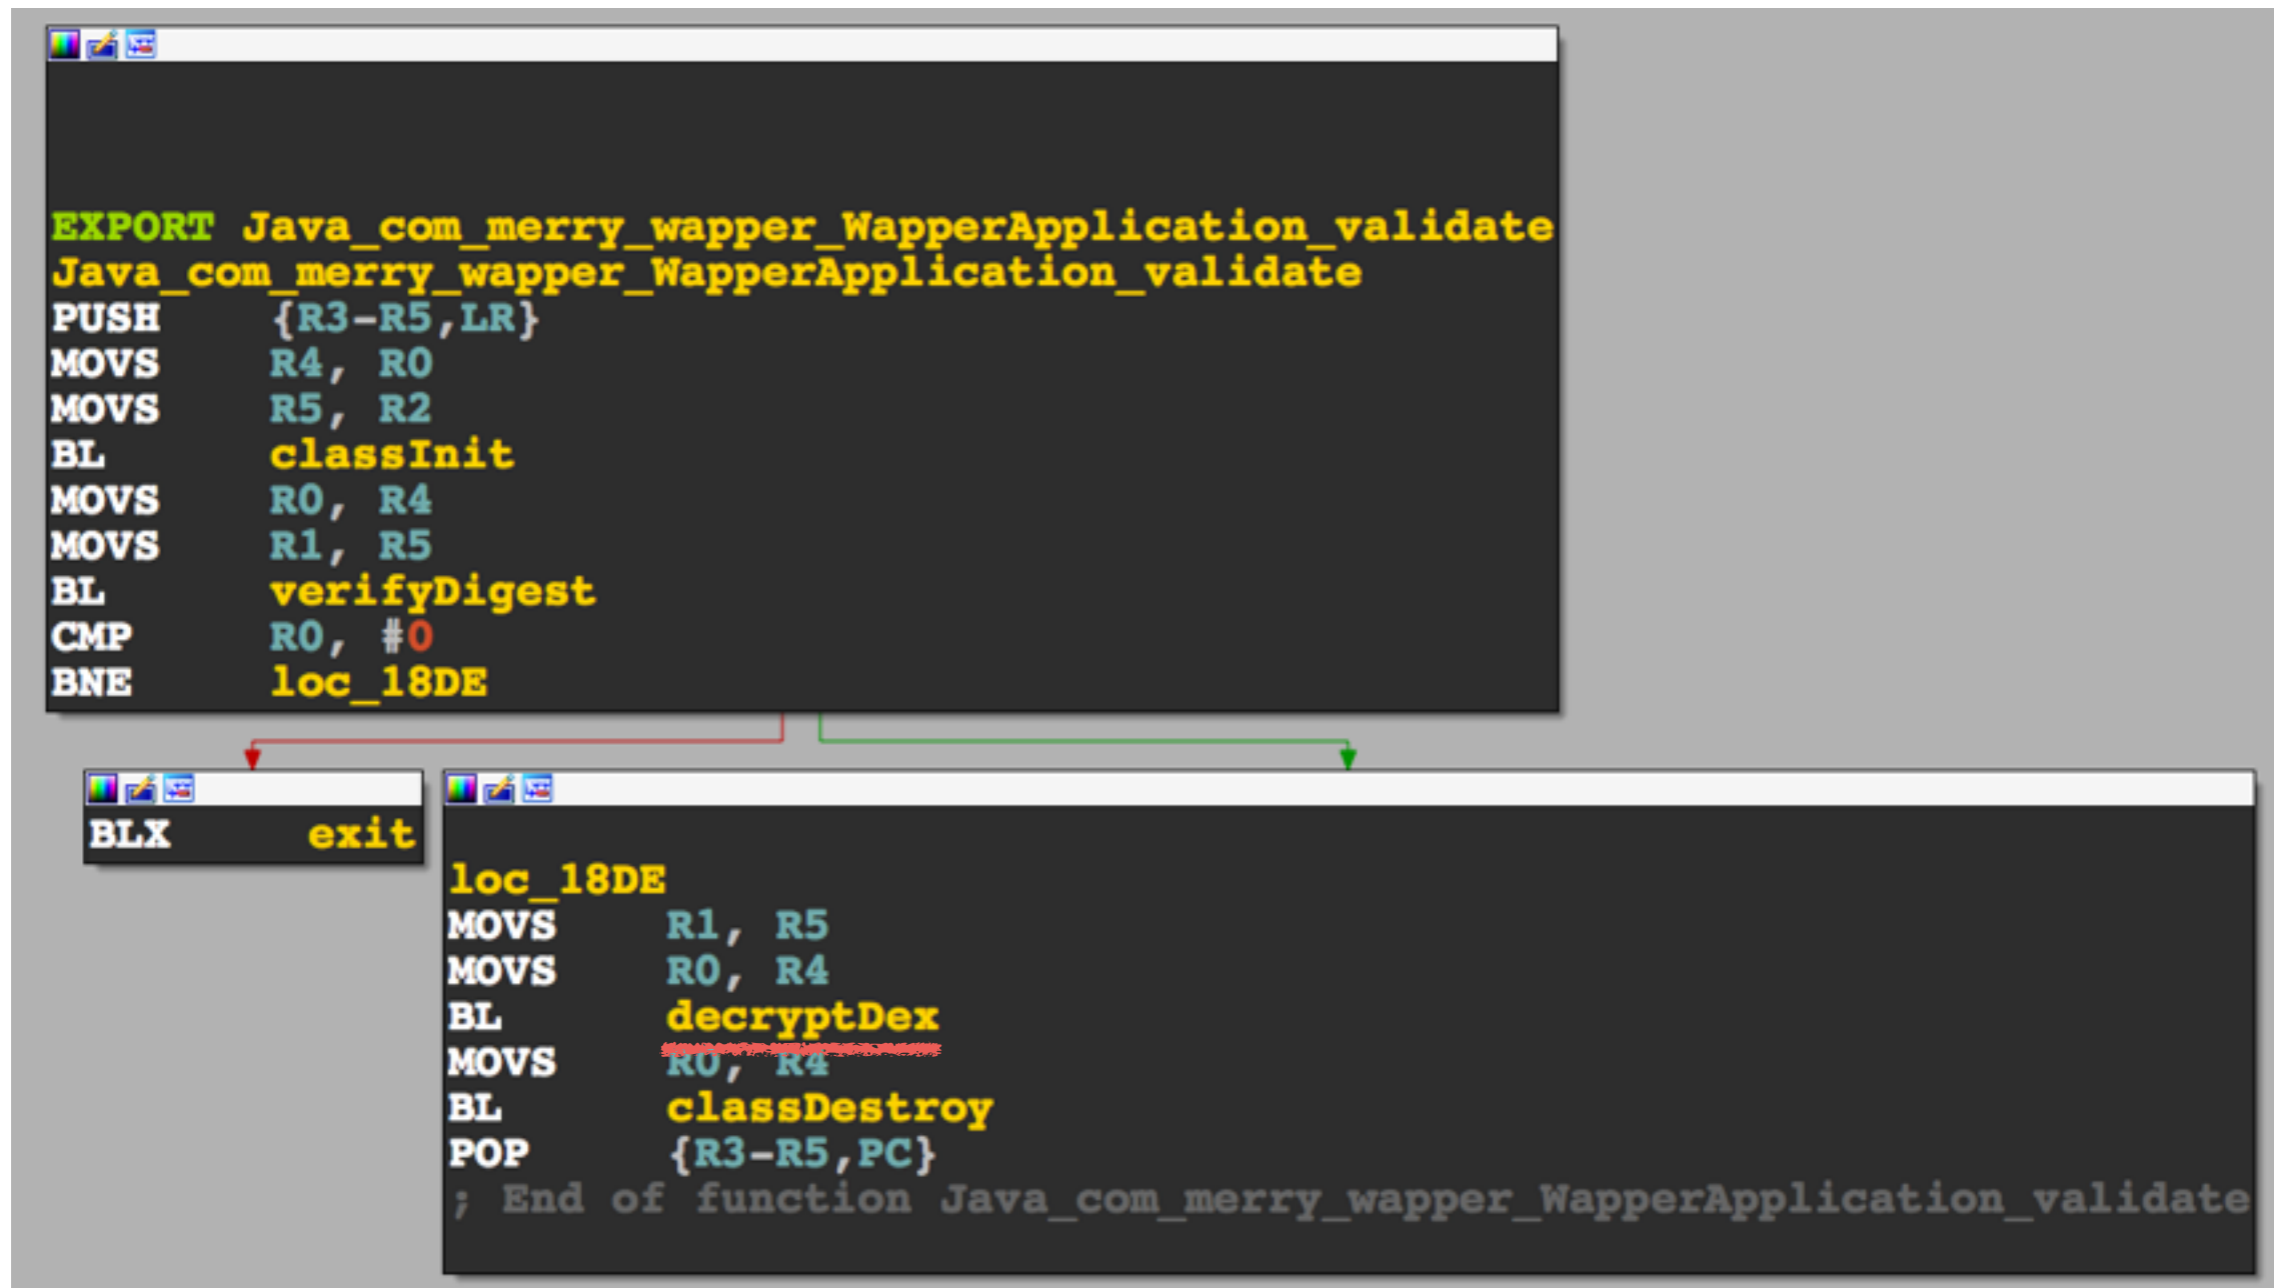 EXPORT Java_com_merry_wapper_WapperApplication_validate
Java_com_merry_wapper_WapperApplication_validate
PUSH {R3-R5,LR}
MOVS R4, R0
MOVS R5, R2
BL classInit
MOVS R0, R4
MOVS R1, R5
BL verifyDigest
CMP R0, #0
BNE loc_18DE
BLX exit
loc_18DE
MOVS R1, R5
MOVS R0, R4
BL decryptDex
MOVS R0, R4
BL classDestroy
POP {R3-R5,PC}
; End of function Java_com_merry_wapper_WapperApplication_validate